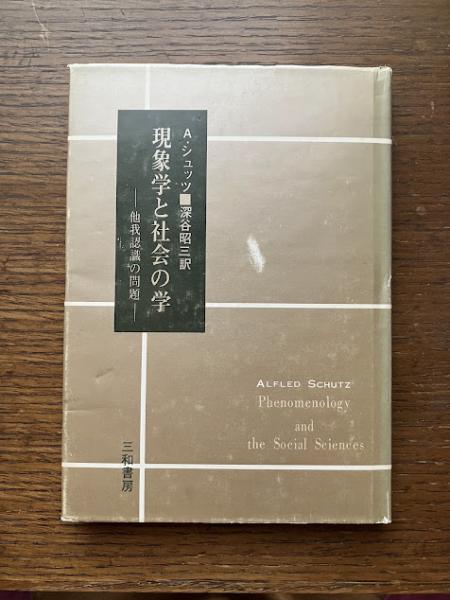 A・シュッツ■深谷昭三訳
現象学と社会の学
―他我認識の問題―
ALFLED SCHUTZ
Phenomenology
and
the Social Sciences
三和書房